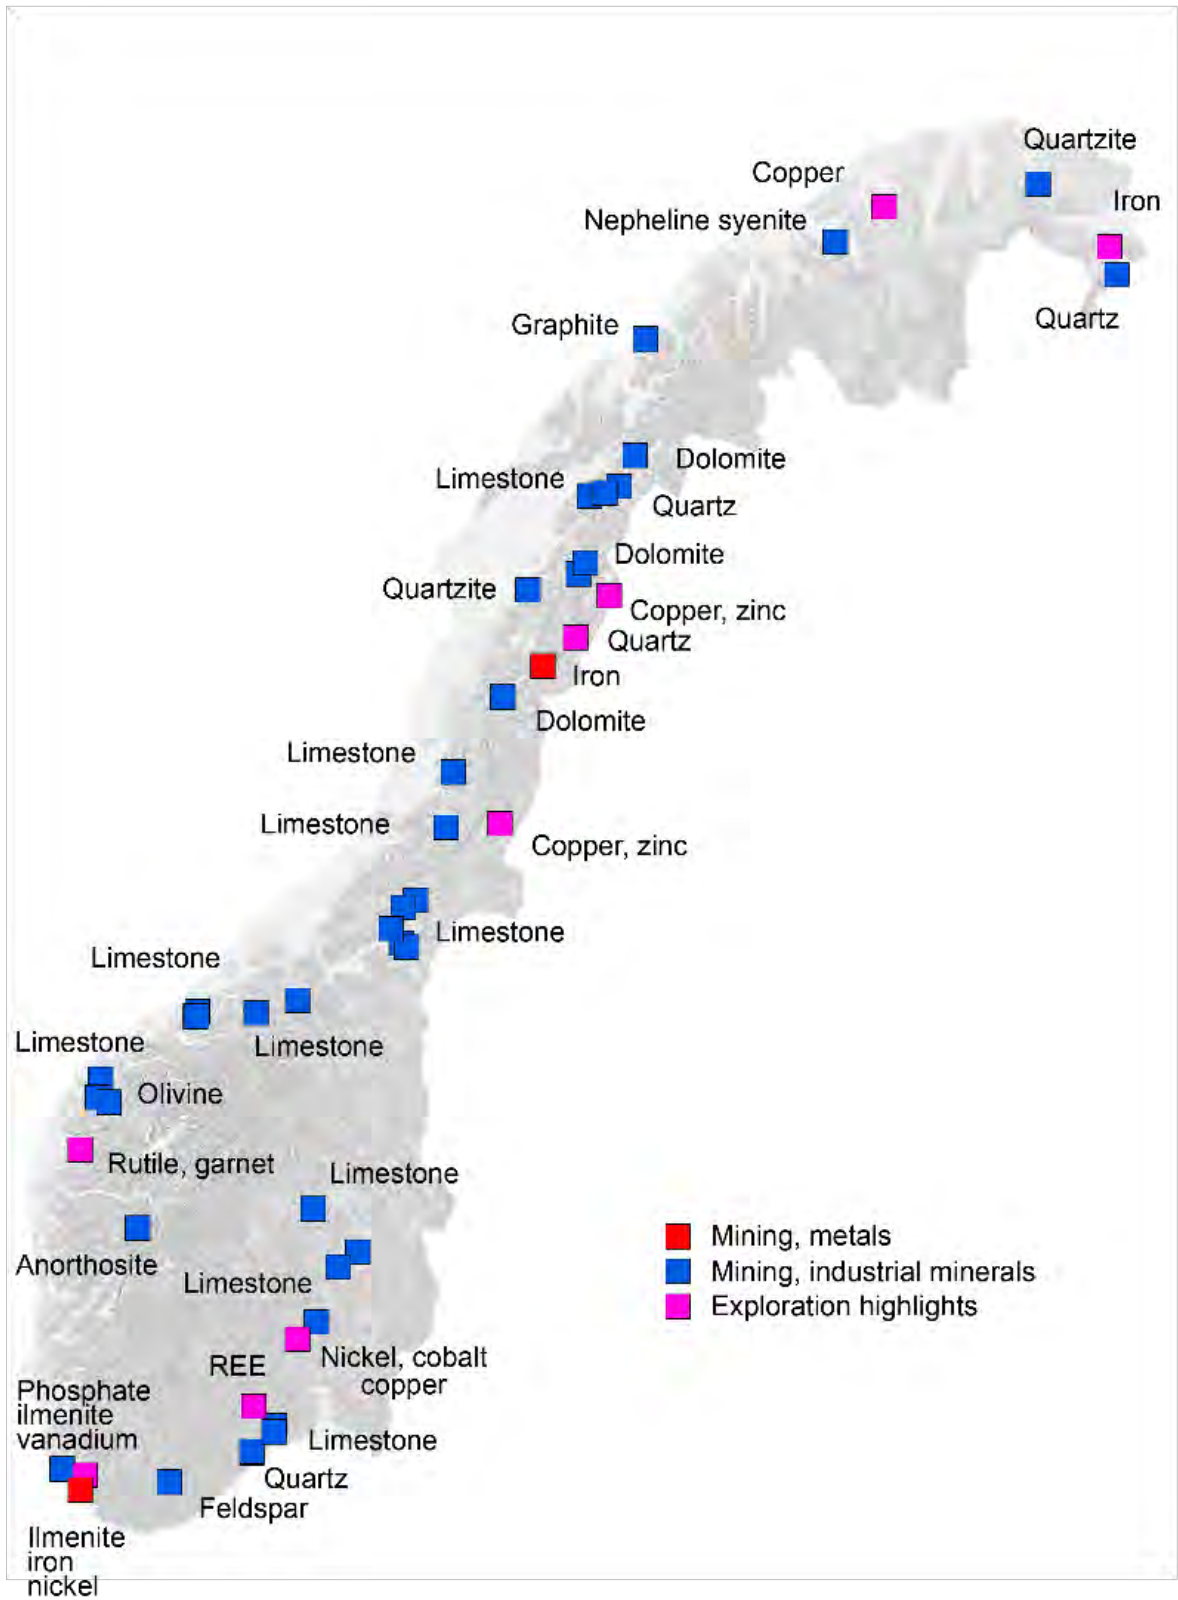 Quartzite
Copper
Iron
Nepheline syenite
Quartz
Graphite
Dolomite
Limestone
Quartz
Dolomite
Quartzite
Copper, zinc
Quartz
Iron
Dolomite
Limestone
Limestone
Copper, zinc
Limestone
Limestone
Limestone
Limestone
Olivine
Rutile, garnet
Limestone
Anorthosite
Limestone
Mining, metals
Mining, industrial minerals
Exploration highlights
REE
Nickel, cobalt
copper
Phosphate
ilmenite
vanadium
Limestone
Quartz
Feldspar
Ilmenite
iron
nickel